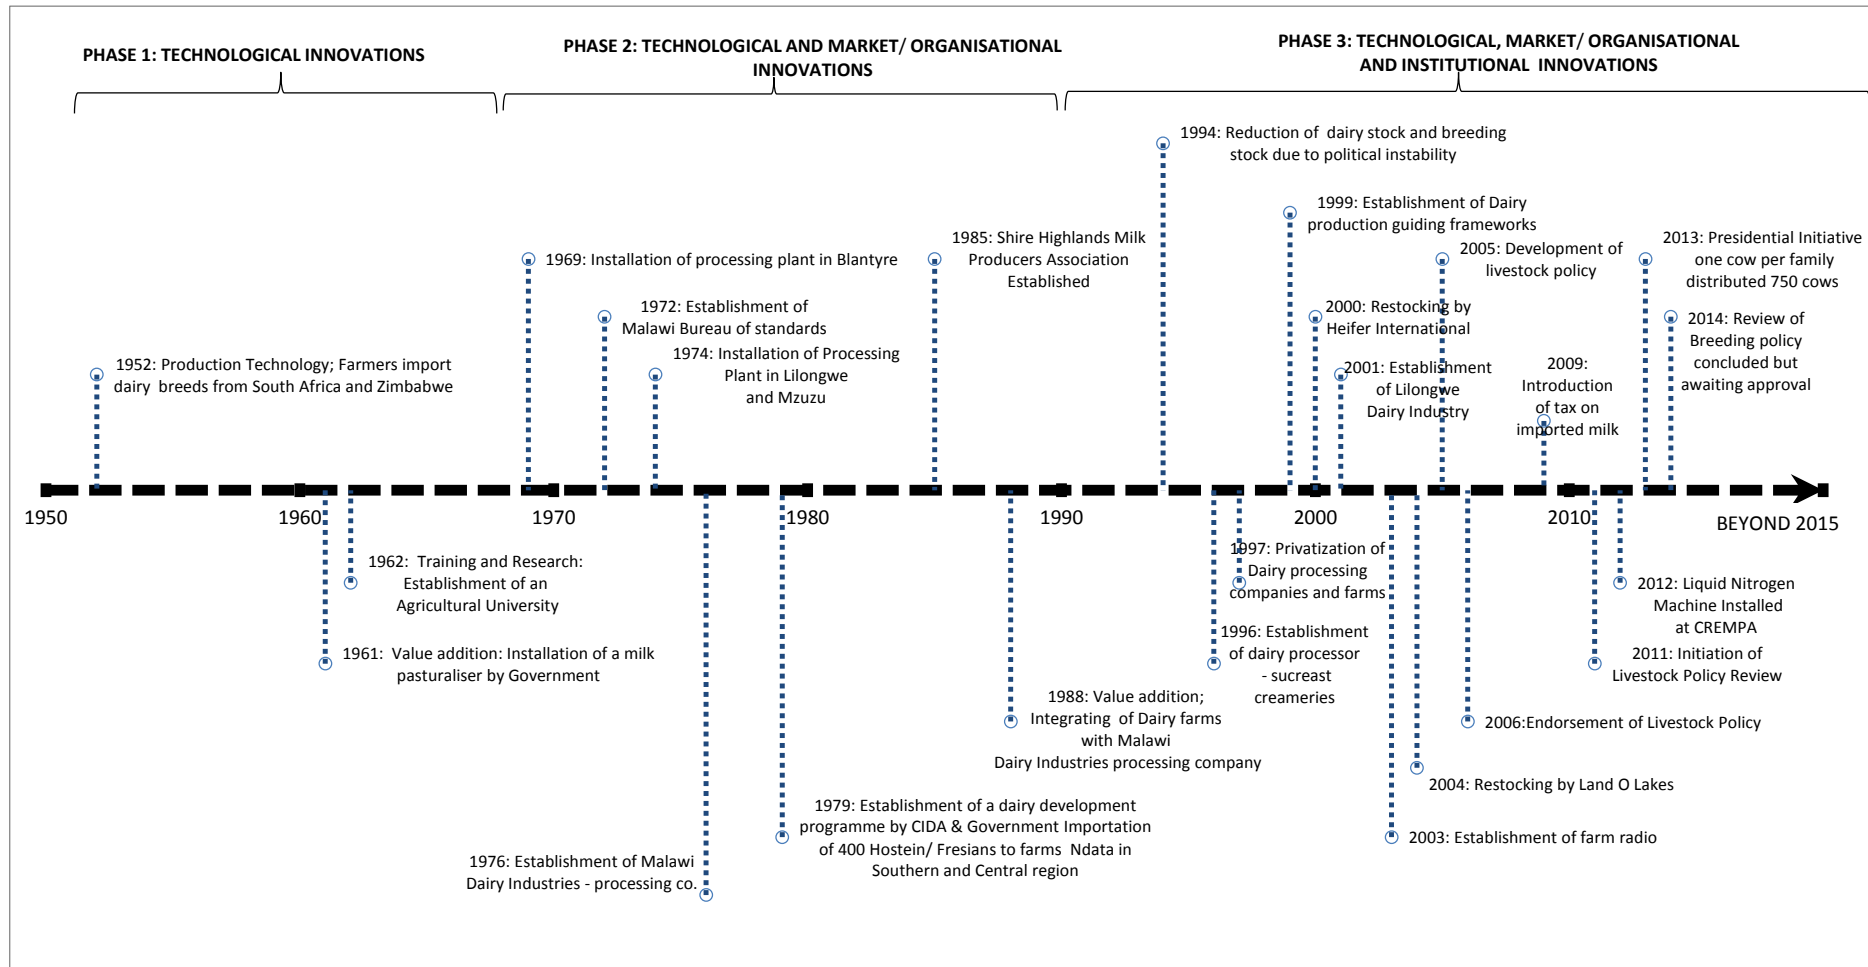 PHASE 1: TECHNOLOGICAL INNOVATIONS
PHASE 2: TECHNOLOGICAL AND MARKET/ ORGANISATIONAL
INNOVATIONS
PHASE 3: TECHNOLOGICAL, MARKET/ ORGANISATIONAL
AND INSTITUTIONAL INNOVATIONS
1994: Reduction of dairy stock and breeding
stock due to political instability
1999: Establishment of Dairy
production guiding frameworks
1985: Shire Highlands Milk
Producers Association
Established
2005: Development of
livestock policy
2013: Presidential Initiative
one cow per family
distributed 750 cows
1969: Installation of processing plant in Blantyre
1972: Establishment of
Malawi Bureau of standards
2000: Restocking by
Heifer International
2014: Review of
Breeding policy
concluded but
awaiting approval
1974: Installation of Processing
Plant in Lilongwe
and Mzuzu
1952: Production Technology; Farmers import
dairy breeds from South Africa and Zimbabwe
2001: Establishment
of Lilongwe
Dairy Industry
2009:
Introduction
of tax on
imported milk
1950
1960
1970
1980
1990
2000
2010
BEYOND 2015
1962: Training and Research:
Establishment of an
Agricultural University
1961: Value addition: Installation of a milk
pasturaliser by Government
1997: Privatization of
Dairy processing
companies and farms
1996: Establishment
of dairy processor
- sucreast
creameries
2012: Liquid Nitrogen
Machine Installed
at CREMPA
2011: Initiation of
Livestock Policy Review
1988: Value addition;
Integrating of Dairy farms
with Malawi
Dairy Industries processing company
2006:Endorsement of Livestock Policy
2004: Restocking by Land O Lakes
1979: Establishment of a dairy development
programme by CIDA & Government Importation
of 400 Hostein/ Fresians to farms Ndata in
Southern and Central region
2003: Establishment of farm radio
1976: Establishment of Malawi
Dairy Industries - processing co.